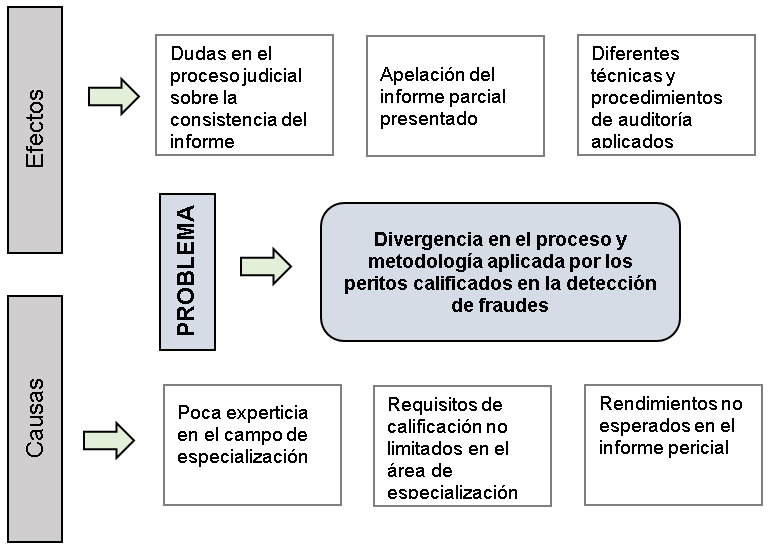 Efectos
Dudas en el
proceso judicial
sobre la
consistencia del
informe
Apelación del
informe parcial
presentado
Diferentes
técnicas y
procedimientos
de auditoría
aplicados
PROBLEMA
Divergencia en el proceso y
metodología aplicada por los
peritos calificados en la detección
de fraudes
Causas
Poca experticia
en el campo de
especialización
Requisitos de
calificación no
limitados en el
área de
especialización
Rendimientos no
esperados en el
informe pericial